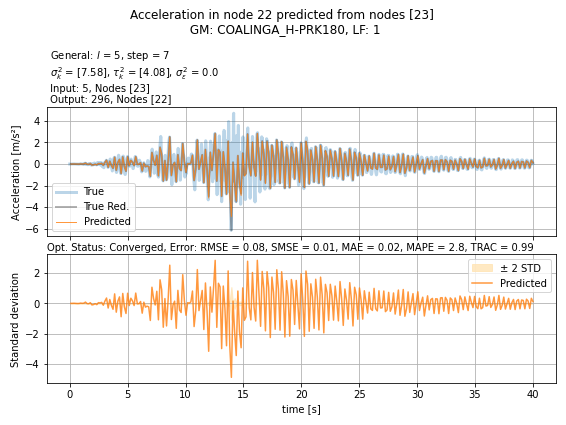 Acceleration in node 22 predicted from nodes [23]
GM: COALINGA_H-PRK180, LF: 1
General: l = 5, step = 7
σ²ₖ = [7.58], τ²ₖ = [4.08], σ²ε = 0.0
Input: 5, Nodes [23]
Output: 296, Nodes [22]
Acceleration [m/s²]
4
2
0
−2
−4
−6
True
True Red.
Predicted
Opt. Status: Converged, Error: RMSE = 0.08, SMSE = 0.01, MAE = 0.02, MAPE = 2.8, TRAC = 0.99
Standard deviation
2
0
−2
−4
± 2 STD
Predicted
0 5 10 15 20 25 30 35 40
time [s]